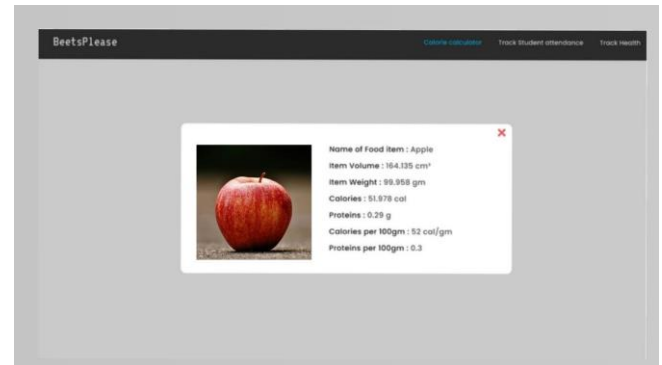 BeetsPlease
Calorie calculator Track Student attendance Track Health
Name of Food item : Apple
Item Volume : 164.135 cm³
Item Weight : 99.958 gm
Calories : 51.978 cal
Proteins : 0.29 g
Calories per 100gm : 52 cal/gm
Proteins per 100gm : 0.3